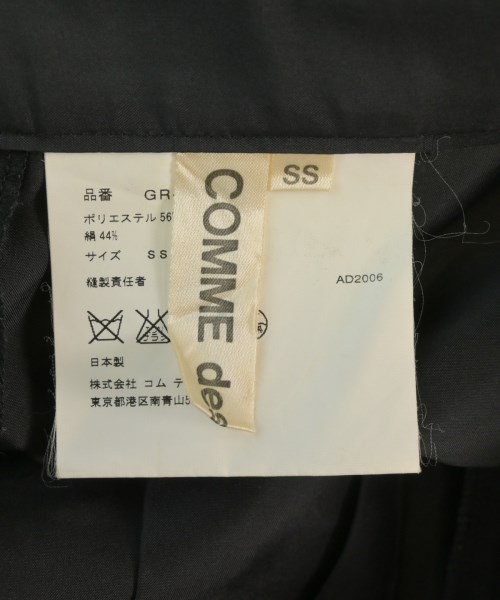 COMME des
SS
品番 GR-
ポリエステル 56
絹 44%
サイズ SS
縫製責任者
AD2006
日本製
株式会社 コム デ
東京都港区南青山5